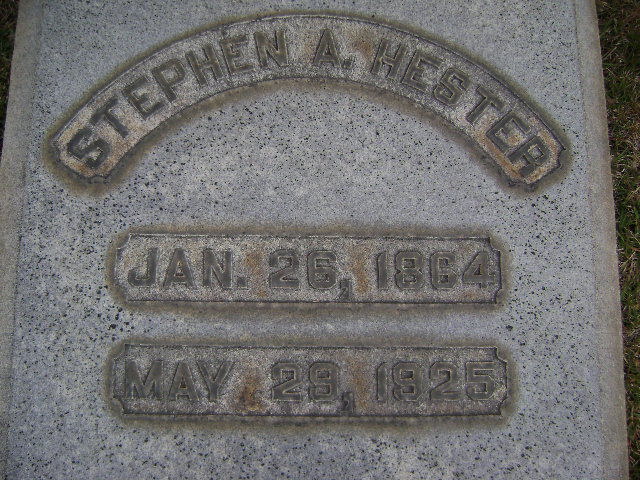 STEPHEN A. HESTER
JAN. 26, 1864
MAY 29, 1925